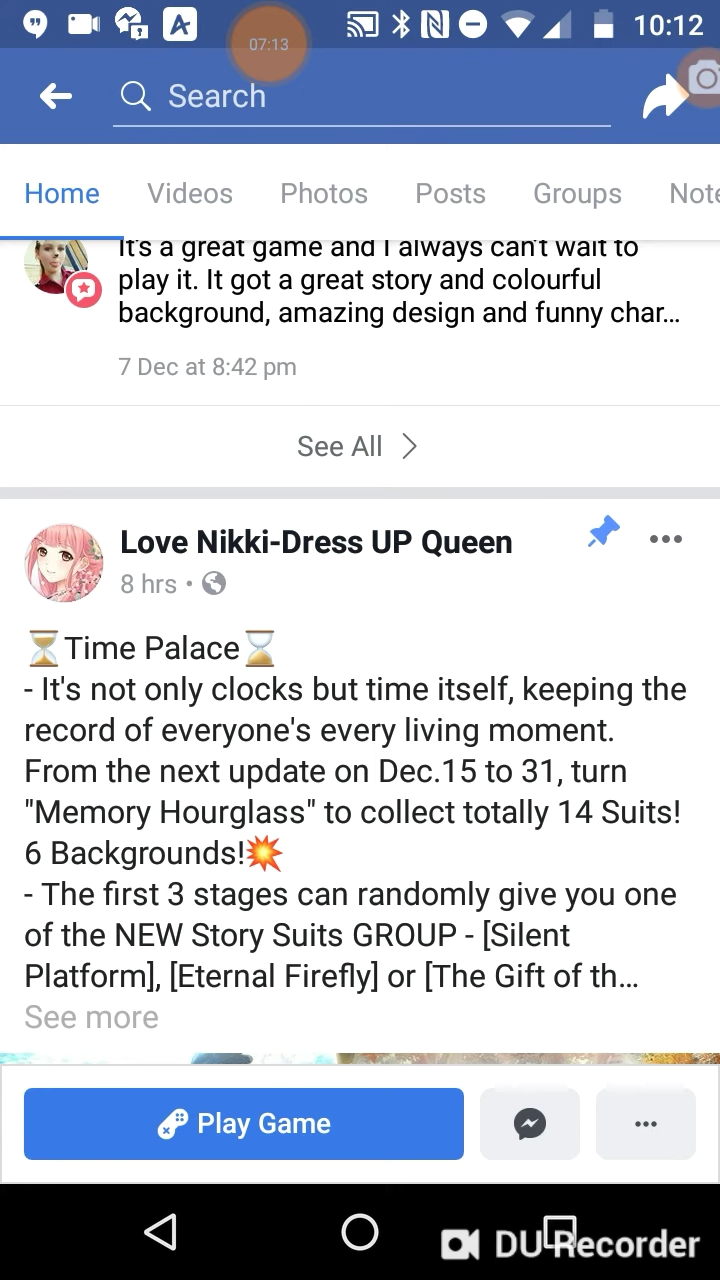 07:13
10:12
Search
Home Videos Photos Posts Groups Note
It's a great game and I always can't wait to
play it. It got a great story and colourful
background, amazing design and funny char...
7 Dec at 8:42 pm
See All
Love Nikki-Dress UP Queen
8 hrs •
⏳Time Palace⌛
- It's not only clocks but time itself, keeping the
record of everyone's every living moment.
From the next update on Dec.15 to 31, turn
"Memory Hourglass" to collect totally 14 Suits!
6 Backgrounds!💥
- The first 3 stages can randomly give you one
of the NEW Story Suits GROUP - [Silent
Platform], [Eternal Firefly] or [The Gift of th...
See more
Play Game
DU Recorder